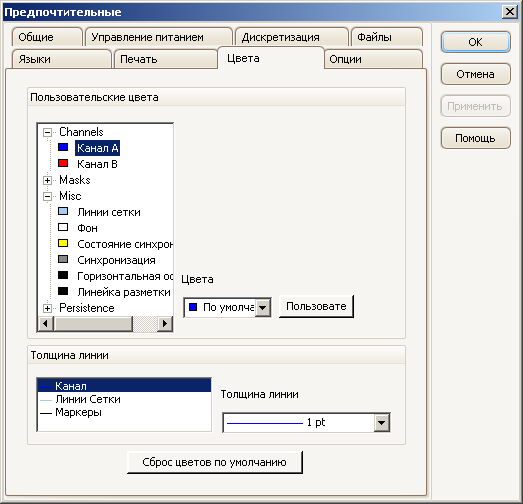 Предпочтительные
Общие
Управление питанием
Дискретизация
Файлы
Языки
Печать
Цвета
Опции
OK
Отмена
Применить
Помощь
Пользовательские цвета
Channels
Канал A
Канал B
Masks
Misc
Линии сетки
Фон
Состояние синхрон
Синхронизация
Горизонтальная ос
Линейка разметки
Persistence
Цвета
По умолча
Пользовате
Толщина линии
Канал
Линии Сетки
Маркеры
Толщина линии
1 pt
Сброс цветов по умолчанию